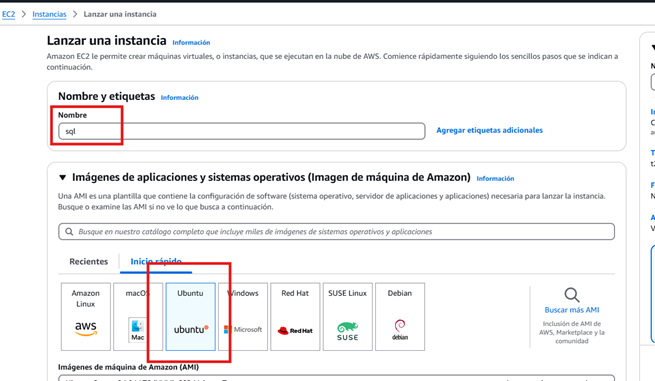 EC2 > Instancias > Lanzar una instancia
Lanzar una instancia Información
Amazon EC2 le permite crear máquinas virtuales, o instancias, que se ejecutan en la nube de AWS. Comience rápidamente siguiendo los sencillos pasos que se indican a
continuación.
Nombre y etiquetas Información
Nombre
sql
Agregar etiquetas adicionales
Imágenes de aplicaciones y sistemas operativos (Imagen de máquina de Amazon) Información
Una AMI es una plantilla que contiene la configuración de software (sistema operativo, servidor de aplicaciones y aplicaciones) necesaria para lanzar la instancia.
Busque o examine las AMI si no ve lo que busca a continuación.
Busque en nuestro catálogo completo que incluye miles de imágenes de sistemas operativos y aplicaciones
Recientes
Inicio rápido
Amazon
Linux
aws
macOS
Mac
Ubuntu
ubuntu
Windows
Microsoft
Red Hat
Red Hat
SUSE Linux
SUSE
Debian
debian
Buscar más AMI
Inclusión de AMI de
AWS, Marketplace y la
comunidad
Imágenes de máquina de Amazon (AMI)